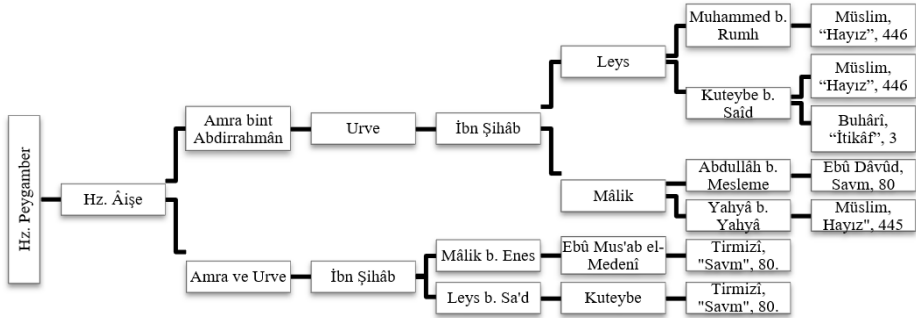 Hz. Peygamber
Hz. Âişe
Amra bint
Abdirrahmân
Urve
İbn Şihâb
Leys
Muhammed b.
Rumh
Müslim,
“Hayız”, 446
Kuteybe b.
Saîd
Müslim,
“Hayız”, 446
Buhârî,
“İtikâf”, 3
Mâlik
Abdullâh b.
Mesleme
Ebû Dâvûd,
Savm, 80
Yahyâ b.
Yahyâ
Müslim,
Hayız", 445
Amra ve Urve
İbn Şihâb
Mâlik b. Enes
Ebû Mus'ab el-
Medenî
Tirmizî,
"Savm", 80.
Leys b. Sa'd
Kuteybe
Tirmizî,
"Savm", 80.